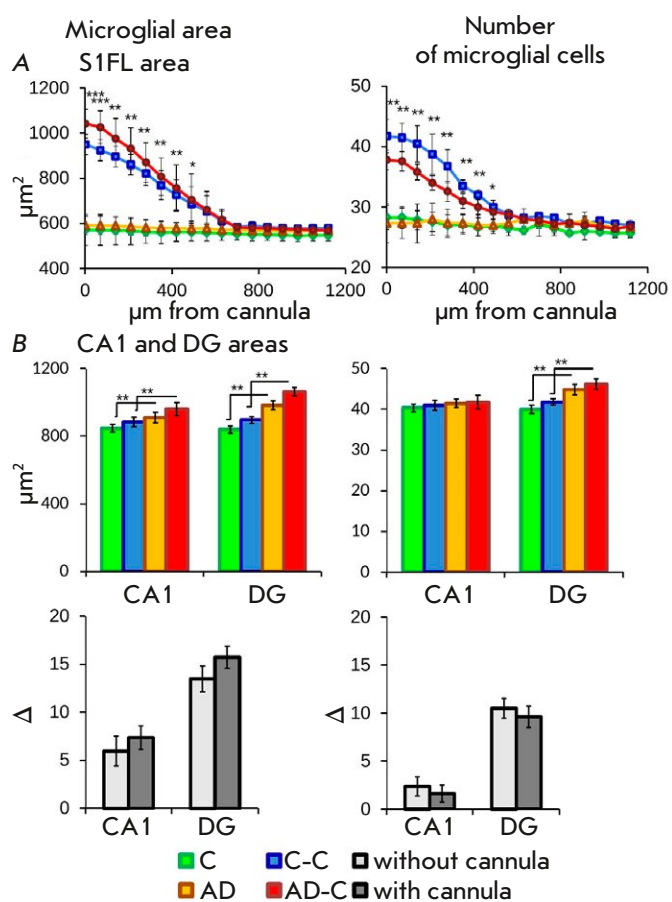 Microglial area
Number
of microglial cells
A S1FL area
1200
1000
800
600
400
μm²
*** *** ** ** ** ** ** *
0 400 800 1200
μm from cannula
50
40
30
20
** ** ** ** ** ** ** *
0 400 800 1200
μm from cannula
B CA1 and DG areas
1200
800
400
0
μm²
** ** ** **
CA1 DG
50
40
30
20
10
0
** **
CA1 DG
20
15
10
5
0
Δ
CA1 DG
20
15
10
5
0
Δ
CA1 DG
C C-C without cannula
AD AD-C with cannula